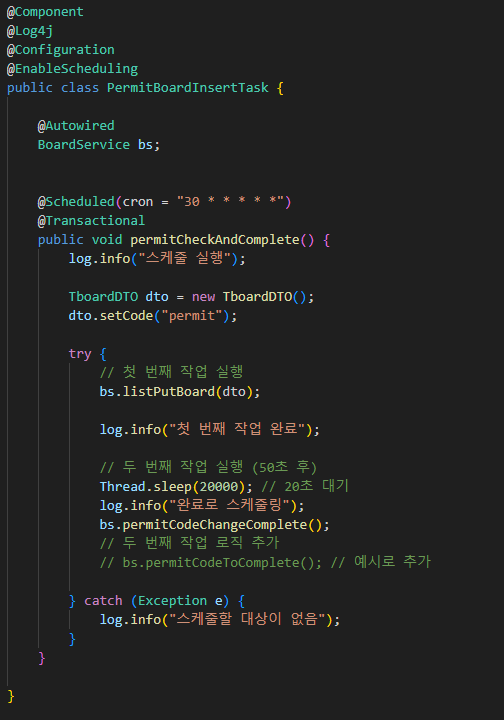 @Component
@Log4j
@Configuration
@EnableScheduling
public class PermitBoardInsertTask {
@Autowired
BoardService bs;
@Scheduled(cron = "30 * * * * *")
@Transactional
public void permitCheckAndComplete() {
log.info("스케줄 실행");
TboardDTO dto = new TboardDTO();
dto.setCode("permit");
try {
// 첫 번째 작업 실행
bs.listPutBoard(dto);
log.info("첫 번째 작업 완료");
// 두 번째 작업 실행 (50초 후)
Thread.sleep(20000); // 20초 대기
log.info("완료로 스케줄링");
bs.permitCodeChangeComplete();
// 두 번째 작업 로직 추가
// bs.permitCodeToComplete(); // 예시로 추가
} catch (Exception e) {
log.info("스케줄할 대상이 없음");
}
}
}